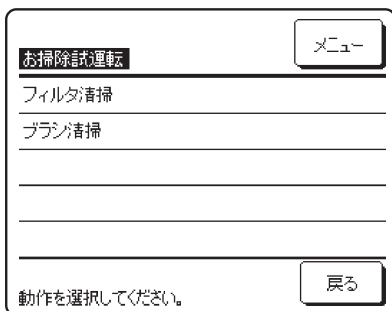 メニュー
お掃除試運転
フィルタ清掃
ブラシ清掃
動作を選択してください。
戻る